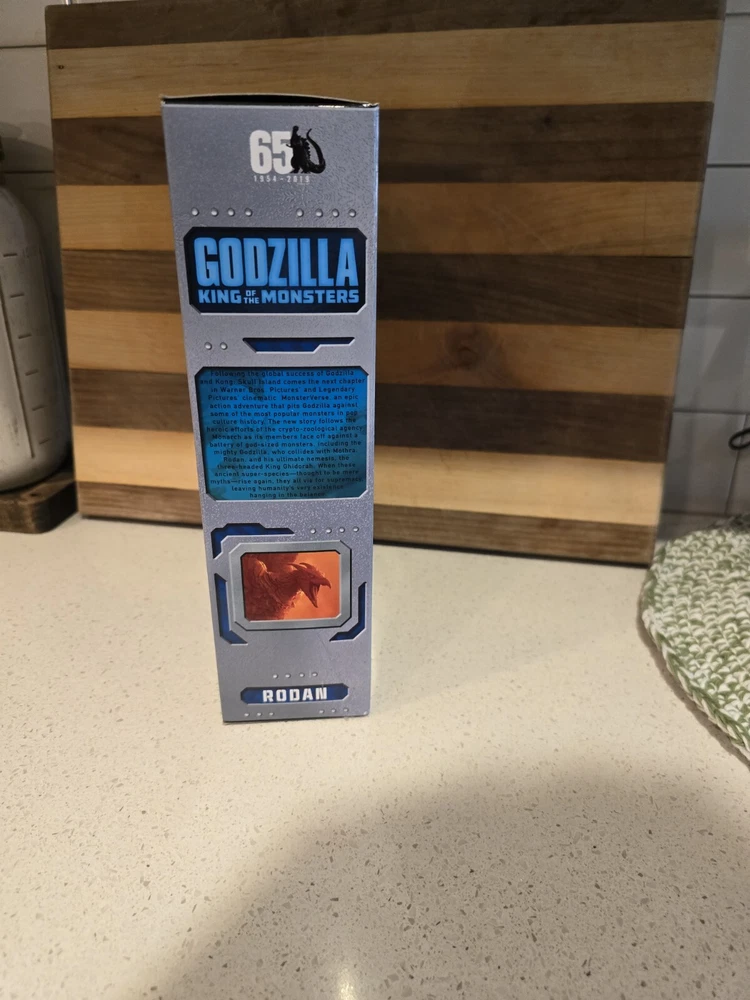 65
1954-2019
GODZILLA
KING OF THE MONSTERS
Following the global success of Godzilla
and Kong: Skull Island comes the next chapter
in Warner Bros. Pictures' and Legendary
Pictures' cinematic MonsterVerse, an epic
action adventure that pits Godzilla against
some of the most popular monsters in pop
culture history. The new story follows the
heroic efforts of the crypto-zoological agency
Monarch as its members face off against a
battery of god-sized monsters, including the
mighty Godzilla, who collides with Mothra,
Rodan, and his ultimate nemesis, the
three-headed King Ghidorah. When these
ancient super-species—thought to be mere
myths—rise again, they all vie for supremacy,
leaving humanity's very existence
hanging in the balance.
RODAN